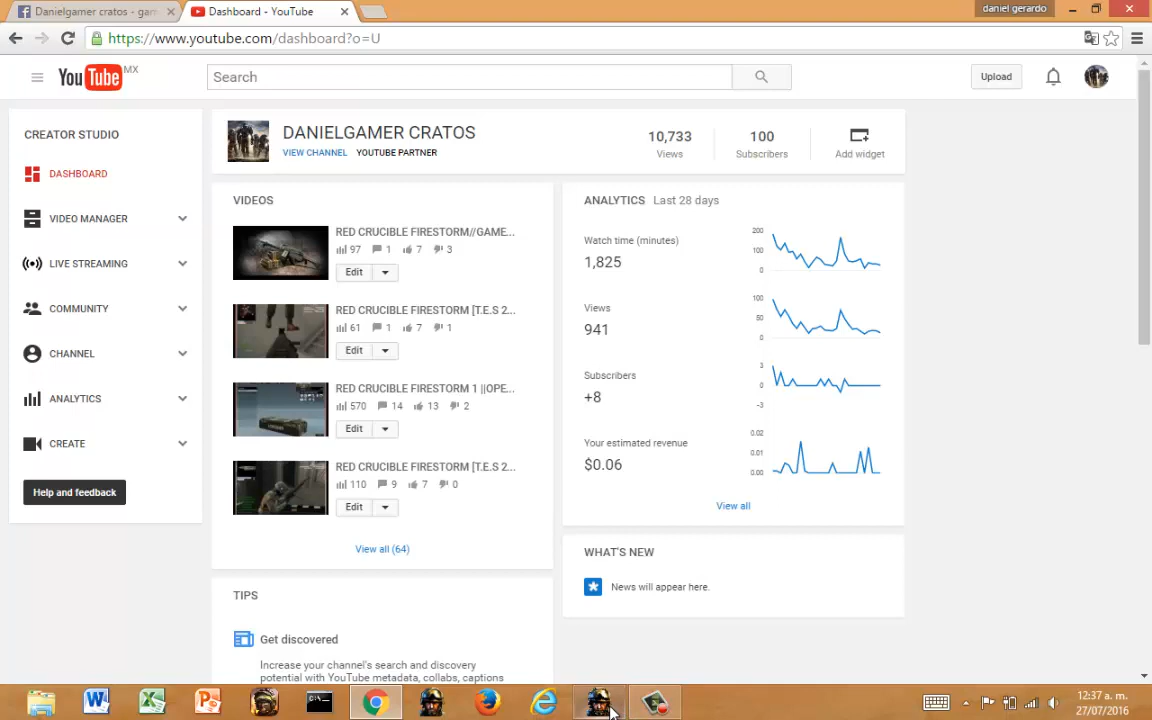 Danielgamer cratos - gam
Dashboard - YouTube
daniel gerardo
https://www.youtube.com/dashboard?o=U
YouTube MX
Search
Upload
CREATOR STUDIO
DASHBOARD
VIDEO MANAGER
LIVE STREAMING
COMMUNITY
CHANNEL
ANALYTICS
CREATE
Help and feedback
DANIELGAMER CRATOS
VIEW CHANNEL YOUTUBE PARTNER
10,733
Views
100
Subscribers
Add widget
VIDEOS
RED CRUCIBLE FIRESTORM//GAME...
97 1 7 3
Edit
RED CRUCIBLE FIRESTORM [T.E.S 2...
61 1 7 1
Edit
RED CRUCIBLE FIRESTORM 1 ||OPE...
570 14 13 2
Edit
RED CRUCIBLE FIRESTORM [T.E.S 2...
110 9 7 0
Edit
View all (64)
TIPS
Get discovered
Increase your channel's search and discovery
potential with YouTube metadata, collabs, captions
ANALYTICS Last 28 days
Watch time (minutes)
1,825
200
100
0
Views
941
100
50
0
Subscribers
+8
3
0
−3
Your estimated revenue
$0.06
0.02
0.01
0.00
View all
WHAT'S NEW
News will appear here.
12:37 a. m.
27/07/2016